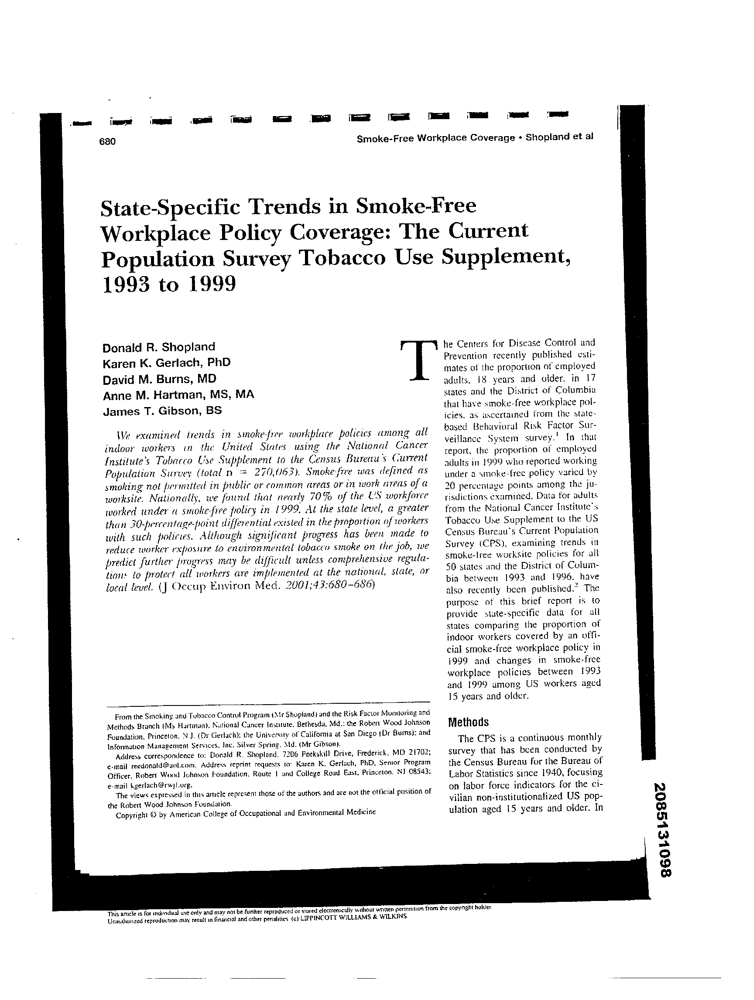 680
Smoke-Free Workplace Coverage • Shopland et al
State-Specific Trends in Smoke-Free
Workplace Policy Coverage: The Current
Population Survey Tobacco Use Supplement,
1993 to 1999
Donald R. Shopland
Karen K. Gerlach, PhD
David M. Burns, MD
Anne M. Hartman, MS, MA
James T. Gibson, BS
We examined trends in smoke-free workplace policies among all
indoor workers in the United States using the National Cancer
Institute's Tobacco Use Supplement to the Census Bureau's Current
Population Survey (total n = 270,063). Smoke-free was defined as
smoking not permitted in public or common areas or in work areas of a
worksite. Nationally, we found that nearly 70% of the US workforce
worked under a smoke-free policy in 1999. At the state level, a greater
than 30-percentage-point differential existed in the proportion of workers
with such policies. Although significant progress has been made to
reduce worker exposure to environmental tobacco smoke on the job, we
predict further progress may be difficult unless comprehensive regula-
tions to protect all workers are implemented at the national, state, or
local level. (J Occup Environ Med. 2001;43:680–686)
From the Smoking and Tobacco Control Program (Mr Shopland) and the Risk Factor Monitoring and
Methods Branch (Ms Hartman), National Cancer Institute, Bethesda, Md.; the Robert Wood Johnson
Foundation, Princeton, N.J. (Dr Gerlach); the University of California at San Diego (Dr Burns); and
Information Management Services, Inc. Silver Spring, Md. (Mr Gibson).
Address correspondence to: Donald R. Shopland, 7206 Peekskill Drive, Frederick, MD 21702;
e-mail reedonald@aol.com. Address reprint requests to: Karen K. Gerlach, PhD, Senior Program
Officer, Robert Wood Johnson Foundation, Route 1 and College Road East, Princeton, NJ 08543;
e-mail kgerlach@rwjf.org.
The views expressed in this article represent those of the authors and are not the official position of
the Robert Wood Johnson Foundation.
Copyright © by American College of Occupational and Environmental Medicine
The Centers for Disease Control and
Prevention recently published esti-
mates of the proportion of employed
adults, 18 years and older, in 17
states and the District of Columbia
that have smoke-free workplace pol-
icies, as ascertained from the state-
based Behavioral Risk Factor Sur-
veillance System survey.1 In that
report, the proportion of employed
adults in 1999 who reported working
under a smoke-free policy varied by
20 percentage points among the ju-
risdictions examined. Data for adults
from the National Cancer Institute's
Tobacco Use Supplement to the US
Census Bureau's Current Population
Survey (CPS), examining trends in
smoke-free worksite policies for all
50 states and the District of Colum-
bia between 1993 and 1996, have
also recently been published.2 The
purpose of this brief report is to
provide state-specific data for all
states comparing the proportion of
indoor workers covered by an offi-
cial smoke-free workplace policy in
1999 and changes in smoke-free
workplace policies between 1993
and 1999 among US workers aged
15 years and older.
Methods
The CPS is a continuous monthly
survey that has been conducted by
the Census Bureau for the Bureau of
Labor Statistics since 1940, focusing
on labor force indicators for the ci-
vilian non-institutionalized US pop-
ulation aged 15 years and older. In
2085131098
This article is for individual use only and may not be further reproduced or stored electronically without written permission from the copyright holder.
Unauthorized reproduction may result in financial and other penalties. (c) LIPPINCOTT WILLIAMS & WILKINS